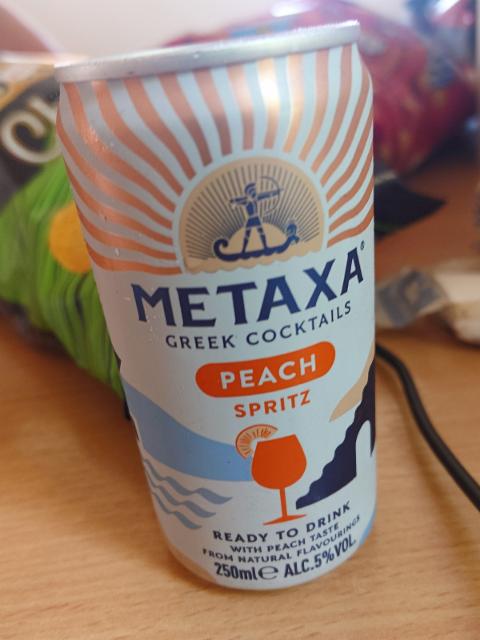 METAXA®
GREEK COCKTAILS
PEACH
SPRITZ
READY TO DRINK
WITH PEACH TASTE
FROM NATURAL FLAVOURINGS
250ml℮ ALC.5%VOL.